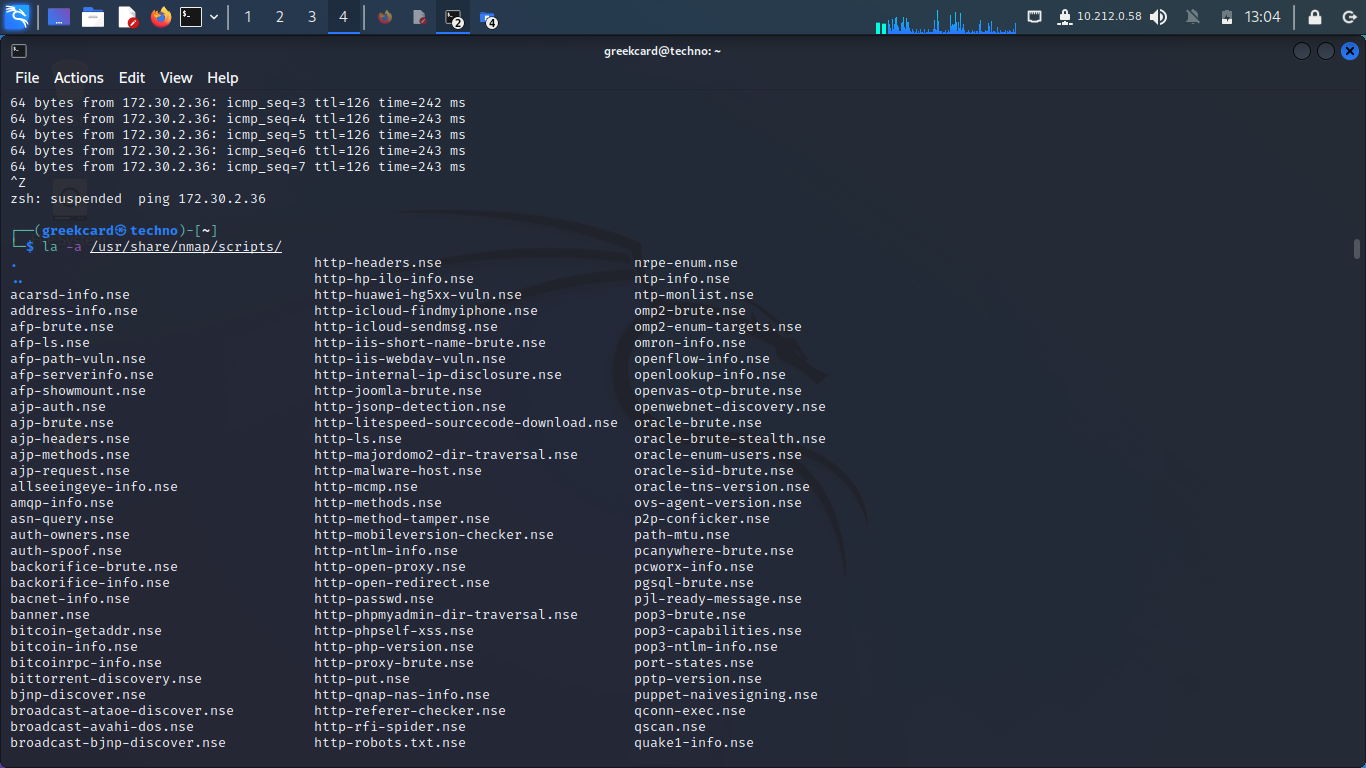 1 2 3 4 2 4 10.212.0.58 13:04
greekcard@techno: ~
File Actions Edit View Help
64 bytes from 172.30.2.36: icmp_seq=3 ttl=126 time=242 ms
64 bytes from 172.30.2.36: icmp_seq=4 ttl=126 time=243 ms
64 bytes from 172.30.2.36: icmp_seq=5 ttl=126 time=243 ms
64 bytes from 172.30.2.36: icmp_seq=6 ttl=126 time=243 ms
64 bytes from 172.30.2.36: icmp_seq=7 ttl=126 time=243 ms
^Z
zsh: suspended  ping 172.30.2.36
┌──(greekcard㉿techno)-[~]
└─$ la -a /usr/share/nmap/scripts/
. http-headers.nse nrpe-enum.nse
.. http-hp-ilo-info.nse ntp-info.nse
acarsd-info.nse http-huawei-hg5xx-vuln.nse ntp-monlist.nse
address-info.nse http-icloud-findmyiphone.nse omp2-brute.nse
afp-brute.nse http-icloud-sendmsg.nse omp2-enum-targets.nse
afp-ls.nse http-iis-short-name-brute.nse omron-info.nse
afp-path-vuln.nse http-iis-webdav-vuln.nse openflow-info.nse
afp-serverinfo.nse http-internal-ip-disclosure.nse openlookup-info.nse
afp-showmount.nse http-joomla-brute.nse openvas-otp-brute.nse
ajp-auth.nse http-jsonp-detection.nse openwebnet-discovery.nse
ajp-brute.nse http-litespeed-sourcecode-download.nse oracle-brute.nse
ajp-headers.nse http-ls.nse oracle-brute-stealth.nse
ajp-methods.nse http-majordomo2-dir-traversal.nse oracle-enum-users.nse
ajp-request.nse http-malware-host.nse oracle-sid-brute.nse
allseeingeye-info.nse http-mcmp.nse oracle-tns-version.nse
amqp-info.nse http-methods.nse ovs-agent-version.nse
asn-query.nse http-method-tamper.nse p2p-conficker.nse
auth-owners.nse http-mobileversion-checker.nse path-mtu.nse
auth-spoof.nse http-ntlm-info.nse pcanywhere-brute.nse
backorifice-brute.nse http-open-proxy.nse pcworx-info.nse
backorifice-info.nse http-open-redirect.nse pgsql-brute.nse
bacnet-info.nse http-passwd.nse pjl-ready-message.nse
banner.nse http-phpmyadmin-dir-traversal.nse pop3-brute.nse
bitcoin-getaddr.nse http-phpself-xss.nse pop3-capabilities.nse
bitcoin-info.nse http-php-version.nse pop3-ntlm-info.nse
bitcoinrpc-info.nse http-proxy-brute.nse port-states.nse
bittorrent-discovery.nse http-put.nse pptp-version.nse
bjnp-discover.nse http-qnap-nas-info.nse puppet-naivesigning.nse
broadcast-ataoe-discover.nse http-referer-checker.nse qconn-exec.nse
broadcast-avahi-dos.nse http-rfi-spider.nse qscan.nse
broadcast-bjnp-discover.nse http-robots.txt.nse quake1-info.nse